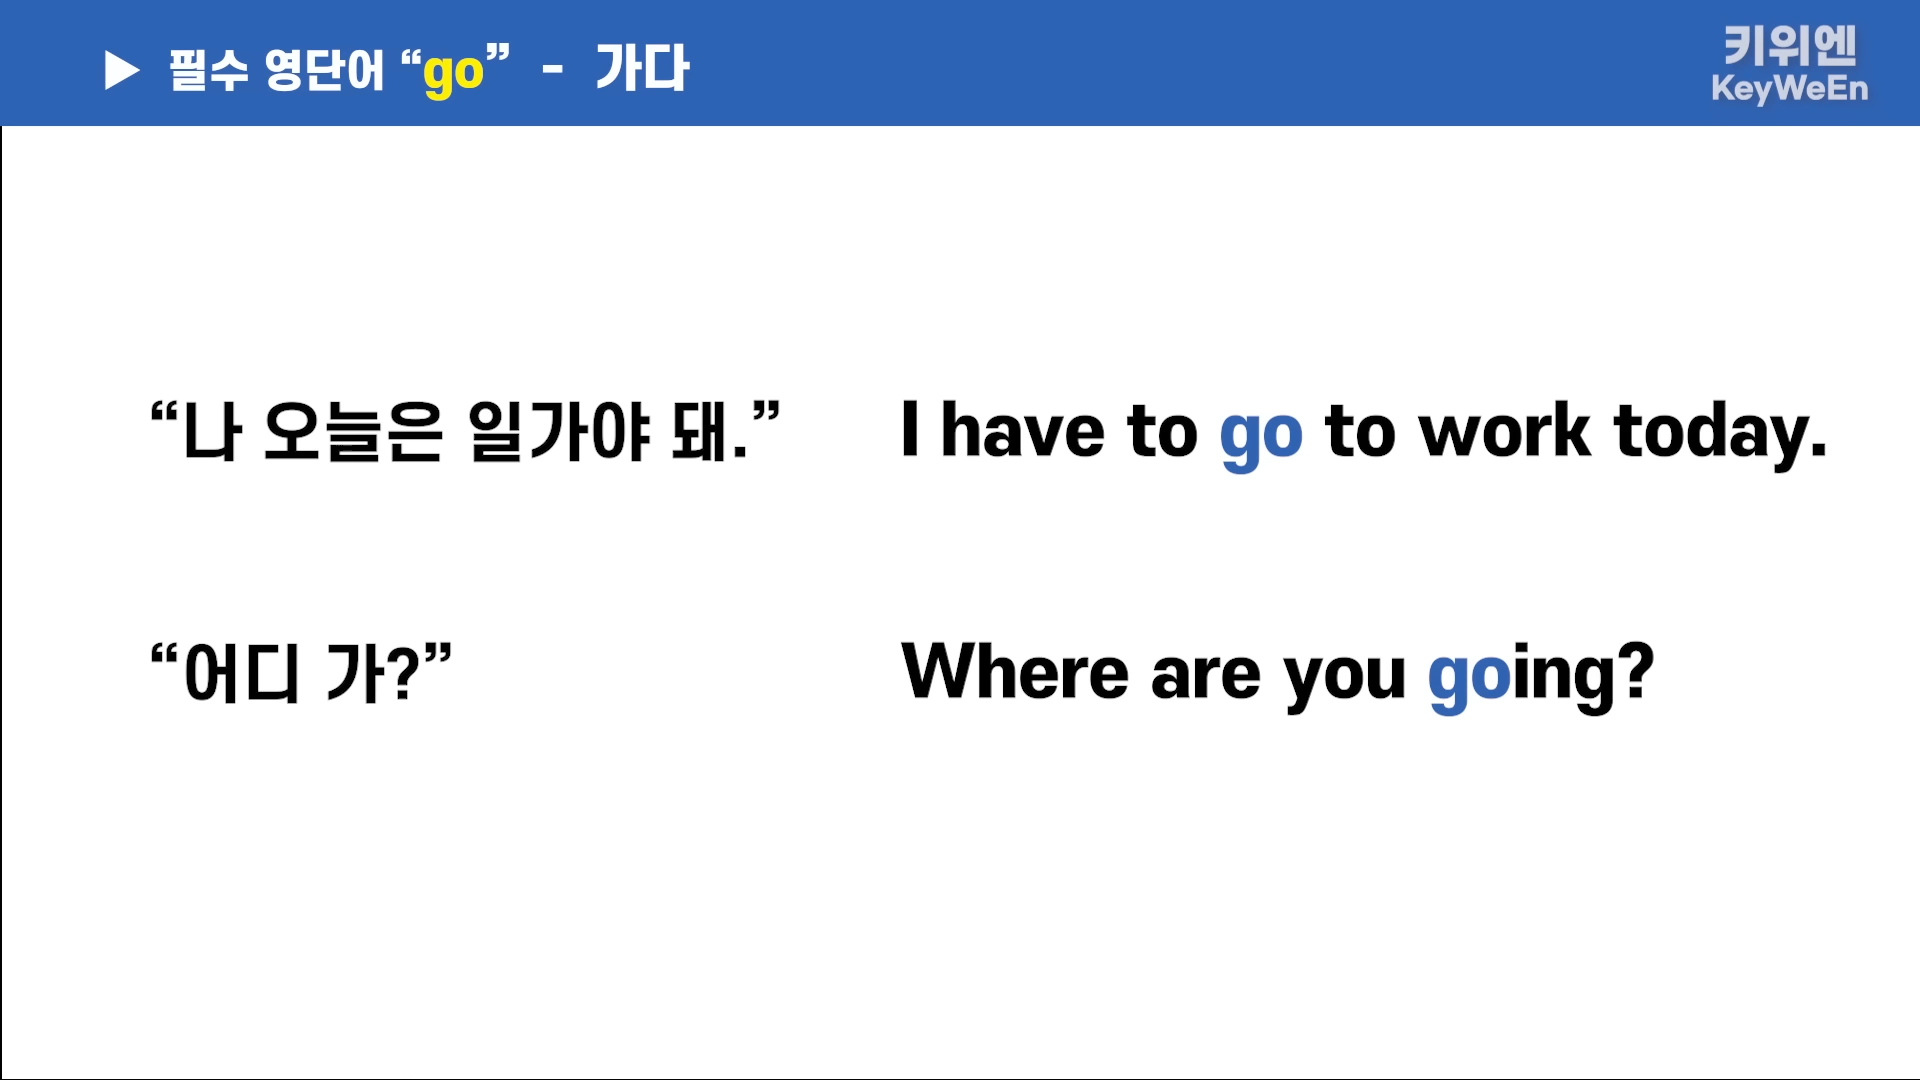 ▶ 필수 영단어 “go” - 가다
키위엔
KeyWeEn
“나 오늘은 일가야 돼.” I have to go to work today.
“어디 가?” Where are you going?